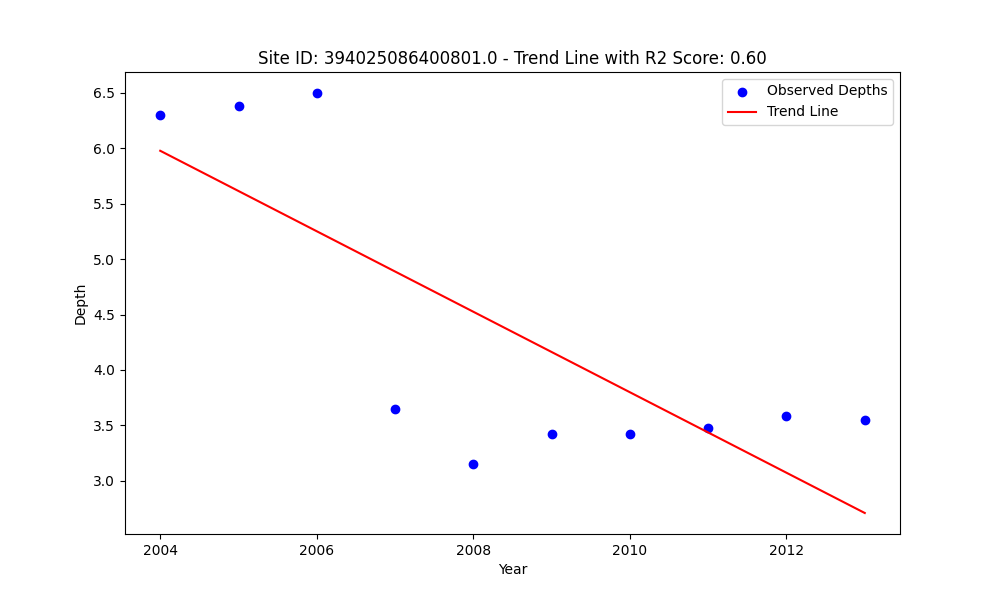 Site ID: 394025086400801.0 - Trend Line with R2 Score: 0.60
Observed Depths
Trend Line
6.5
6.0
5.5
5.0
4.5
4.0
3.5
3.0
Depth
2004
2006
2008
2010
2012
Year